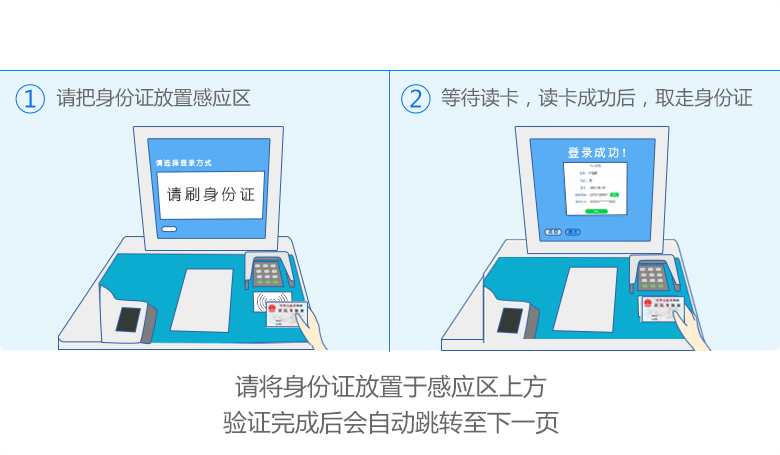 1 请把身份证放置感应区
2 等待读卡，读卡成功后，取走身份证
请选择登录方式
请刷身份证
登录成功！
请将身份证放置于感应区上方
验证完成后会自动跳转至下一页